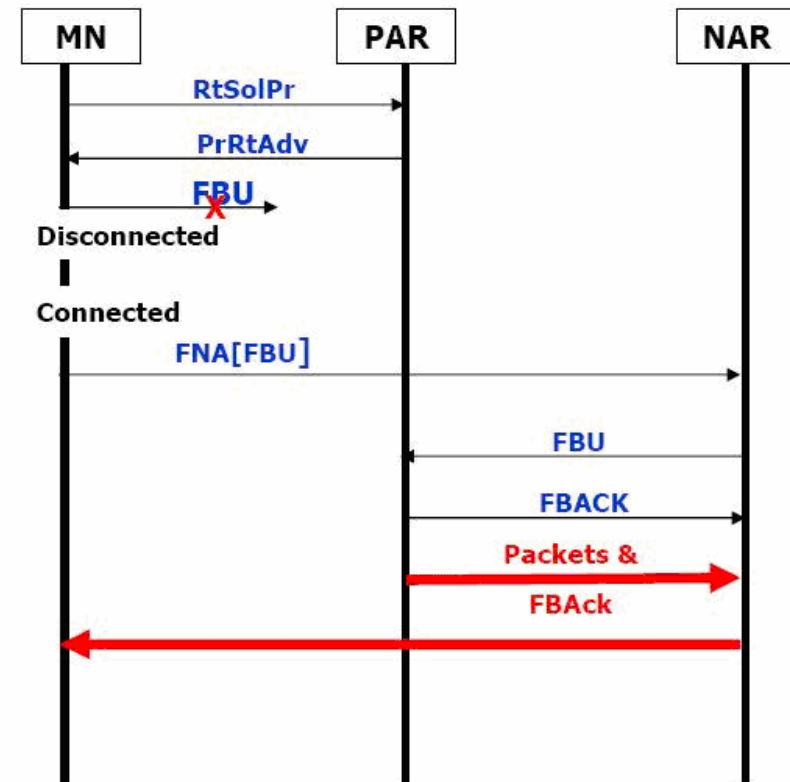 MN
PAR
NAR
RtSolPr
PrRtAdv
FBU
X
Disconnected
Connected
FNA[FBU]
FBU
FBACK
Packets &
FBAck